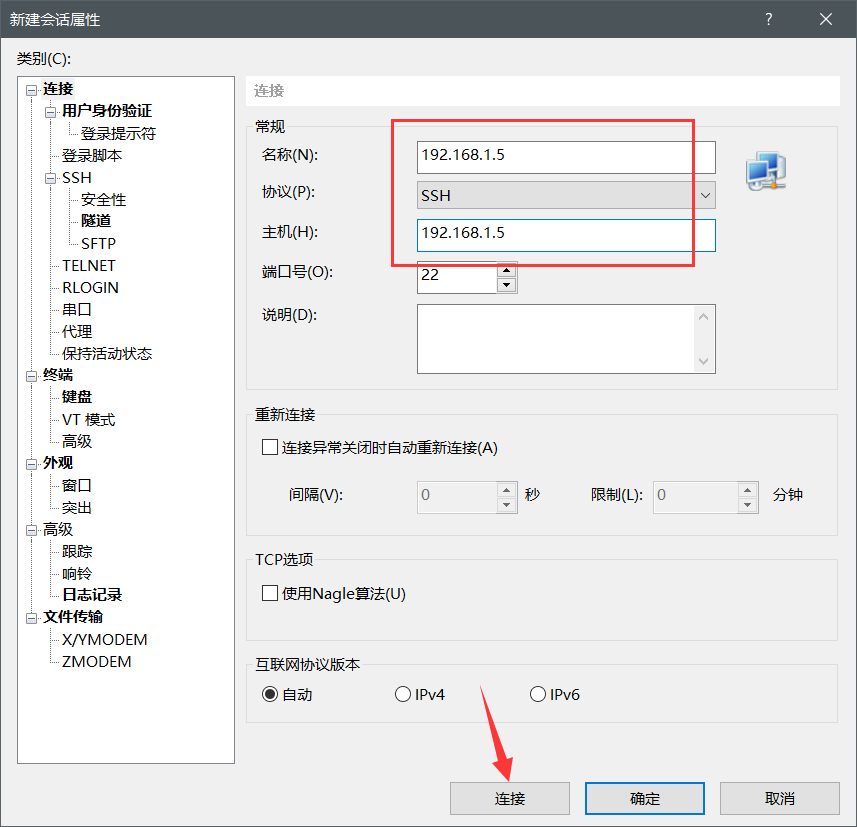 新建会话属性
类别(C):
连接
用户身份验证
登录提示符
登录脚本
SSH
安全性
隧道
SFTP
TELNET
RLOGIN
串口
代理
保持活动状态
终端
键盘
VT 模式
高级
外观
窗口
突出
高级
跟踪
响铃
日志记录
文件传输
X/YMODEM
ZMODEM
连接
常规
名称(N): 192.168.1.5
协议(P): SSH
主机(H): 192.168.1.5
端口号(O): 22
说明(D):
重新连接
连接异常关闭时自动重新连接(A)
间隔(V): 0 秒 限制(L): 0 分钟
TCP选项
使用Nagle算法(U)
互联网协议版本
自动 IPv4 IPv6
连接 确定 取消